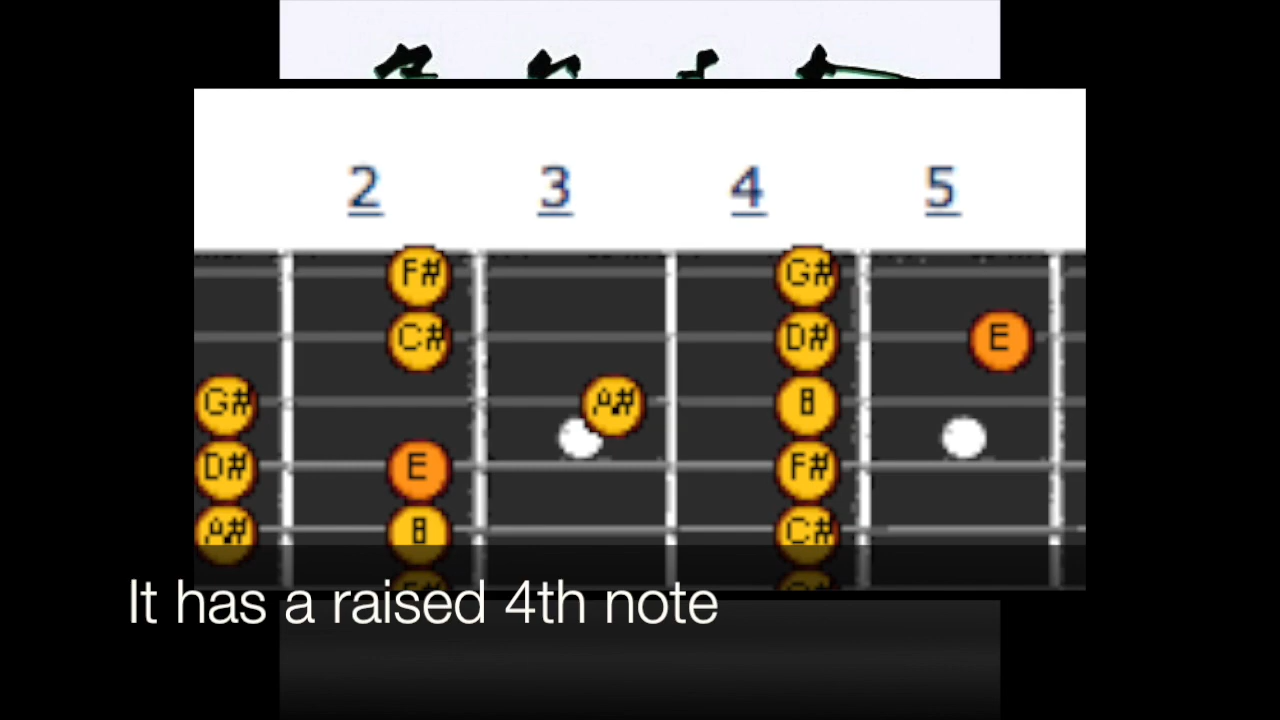 2 3 4 5
F# G#
C# D# E
G# A# B
D# E F#
A# B C#
It has a raised 4th note